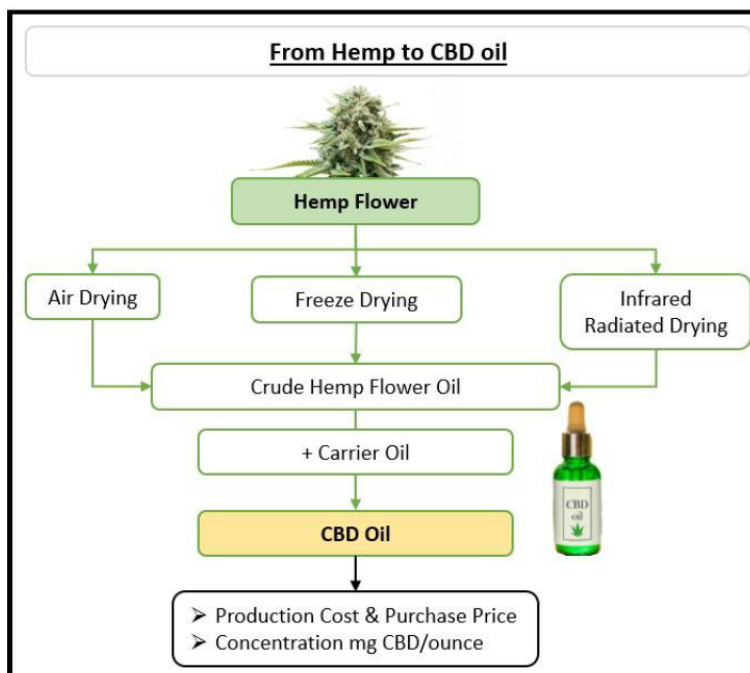 From Hemp to CBD oil
Hemp Flower
Air Drying
Freeze Drying
Infrared
Radiated Drying
Crude Hemp Flower Oil
+ Carrier Oil
CBD
oil
CBD Oil
➢ Production Cost & Purchase Price
➢ Concentration mg CBD/ounce